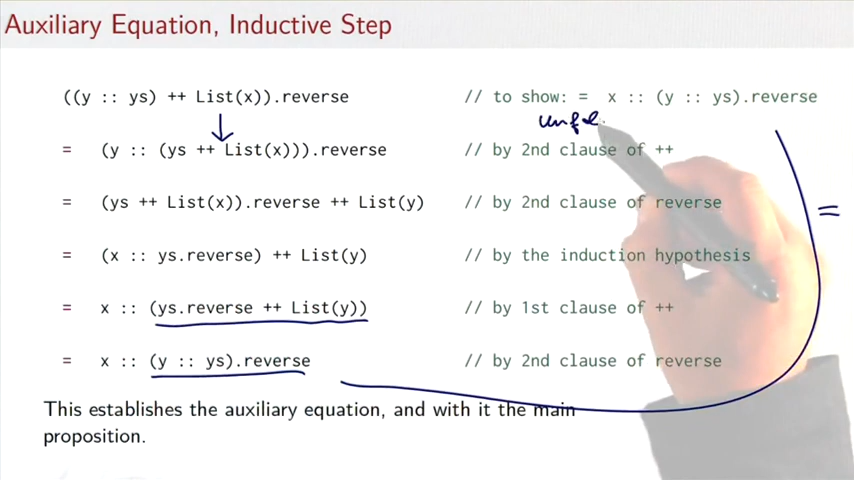 Auxiliary Equation, Inductive Step
((y :: ys) ++ List(x)).reverse // to show: = x :: (y :: ys).reverse
= (y :: (ys ++ List(x))).reverse // by 2nd clause of ++
= (ys ++ List(x)).reverse ++ List(y) // by 2nd clause of reverse
= (x :: ys.reverse) ++ List(y) // by the induction hypothesis
=
= x :: (ys.reverse ++ List(y)) // by 1st clause of ++
= x :: (y :: ys).reverse // by 2nd clause of reverse
This establishes the auxiliary equation, and with it the main
proposition.